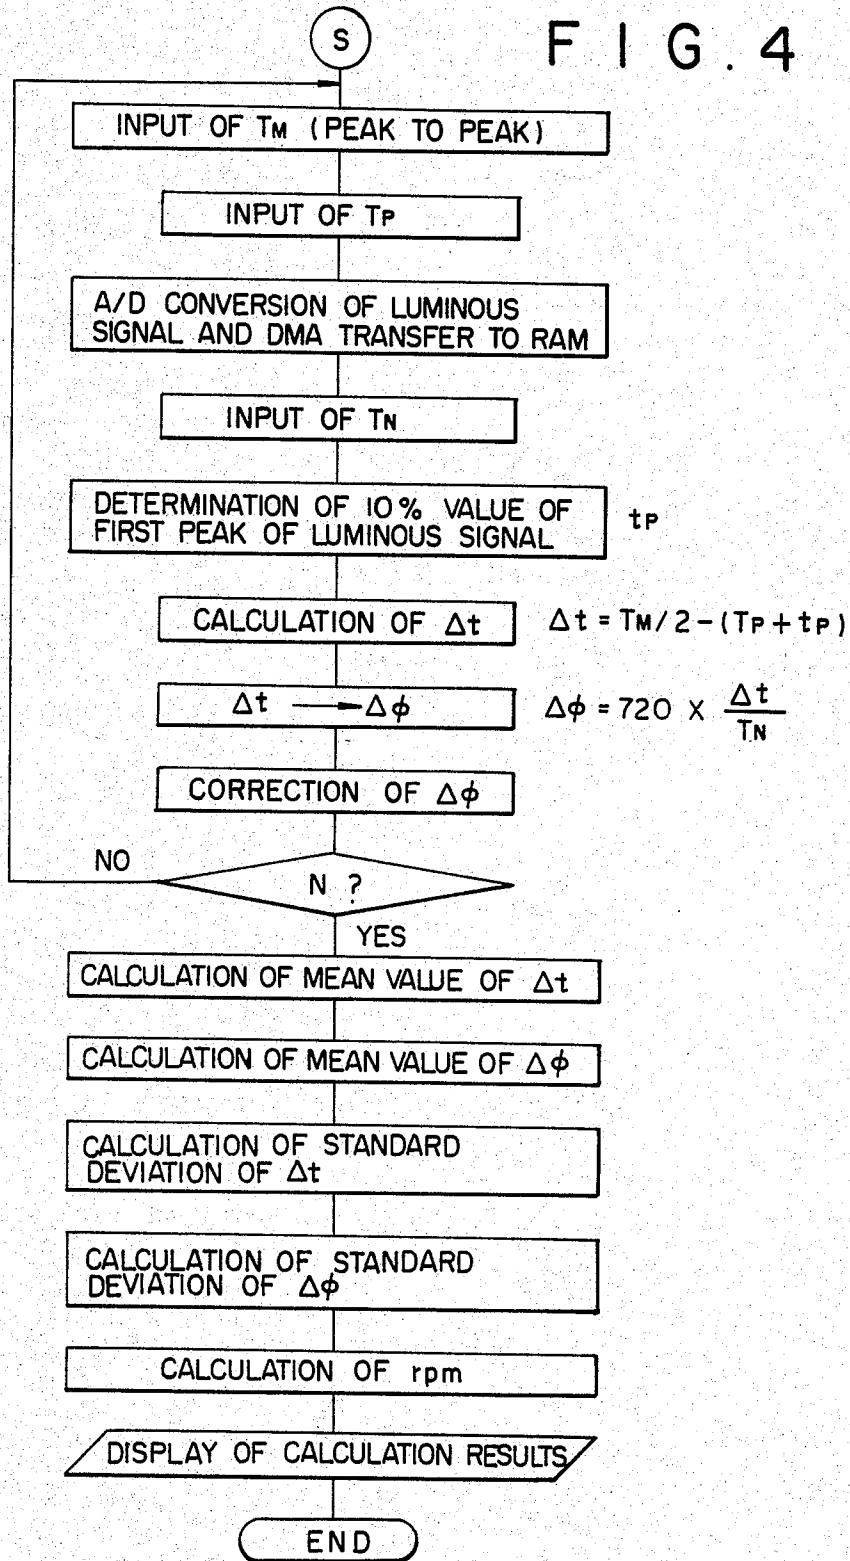 S
F I G . 4
INPUT OF TM (PEAK TO PEAK)
INPUT OF TP
A/D CONVERSION OF LUMINOUS
SIGNAL AND DMA TRANSFER TO RAM
INPUT OF TN
DETERMINATION OF 10% VALUE OF
FIRST PEAK OF LUMINOUS SIGNAL
tP
CALCULATION OF Δt
Δt = TM/2-(TP+tP)
Δt → Δϕ
Δϕ = 720 X Δt/TN
CORRECTION OF Δϕ
NO
N ?
YES
CALCULATION OF MEAN VALUE OF Δt
CALCULATION OF MEAN VALUE OF Δϕ
CALCULATION OF STANDARD
DEVIATION OF Δt
CALCULATION OF STANDARD
DEVIATION OF Δϕ
CALCULATION OF rpm
DISPLAY OF CALCULATION RESULTS
END